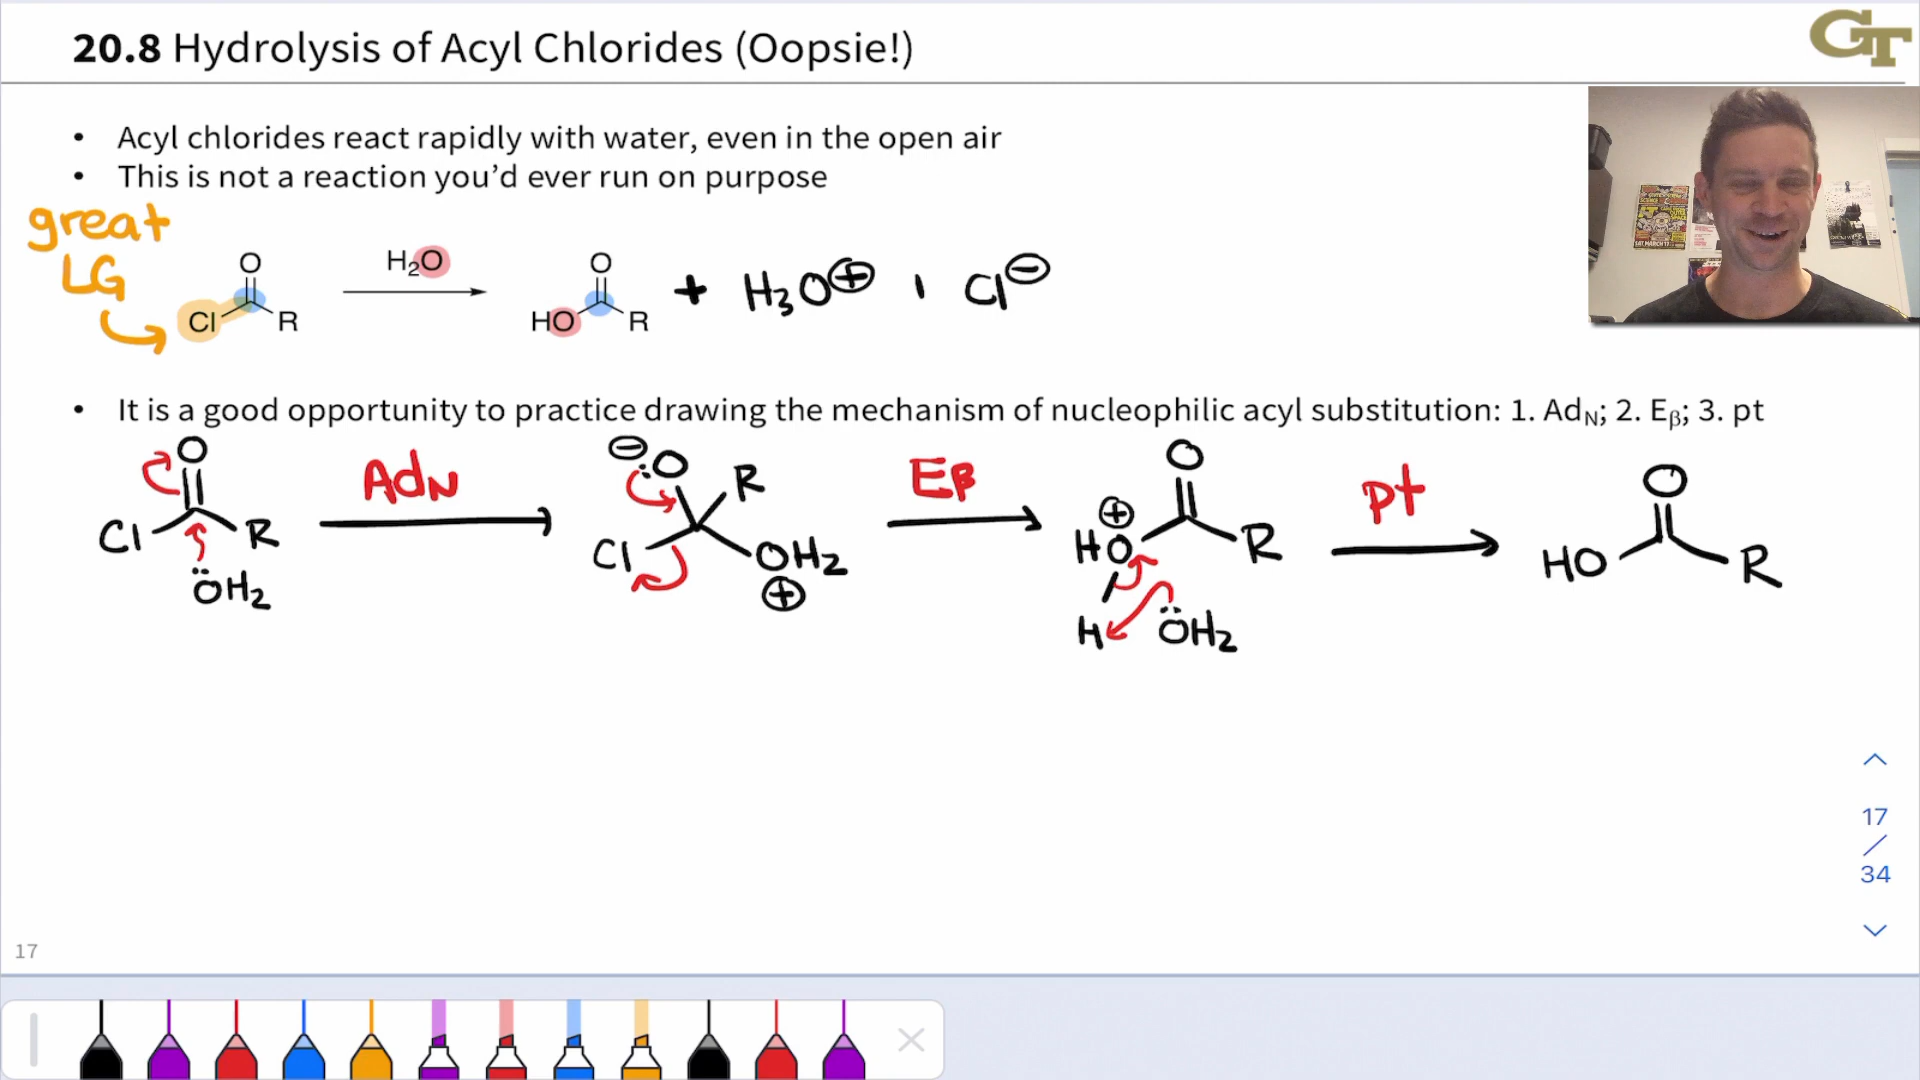 20.8 Hydrolysis of Acyl Chlorides (Oopsie!)
GT
• Acyl chlorides react rapidly with water, even in the open air
• This is not a reaction you’d ever run on purpose
great
LG
O
Cl
R
H₂O
O
HO
R
+ H₃O⊕ , Cl⊖
• It is a good opportunity to practice drawing the mechanism of nucleophilic acyl substitution: 1. Ad_N; 2. E_β; 3. pt
O
Cl
R
ÖH₂
AdN
⊖
:O
R
Cl
OH₂
⊕
Eβ
O
⊕
HO
R
H
ÖH₂
pt
O
HO
R
17
/
34
17